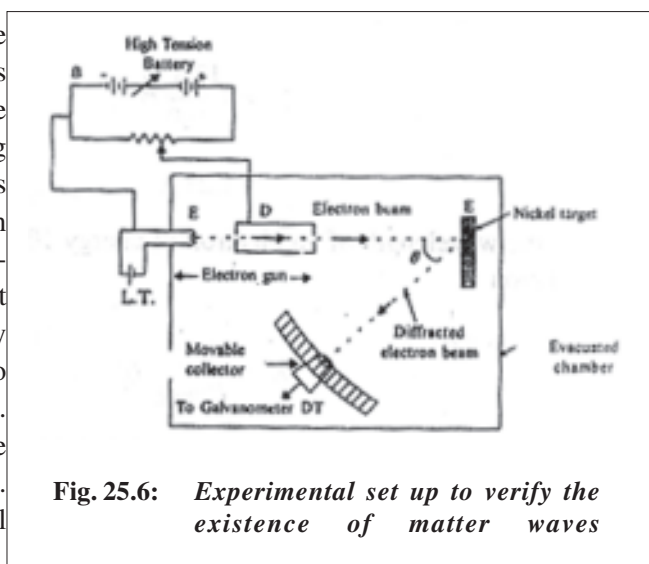 High Tension
Battery
B
E
D
Electron beam
E
Nickel target
θ
Electron gun
L.T.
Diffracted
electron beam
Movable
collector
Evacuated
chamber
To Galvanometer DT
Fig. 25.6: Experimental set up to verify the
existence of matter waves